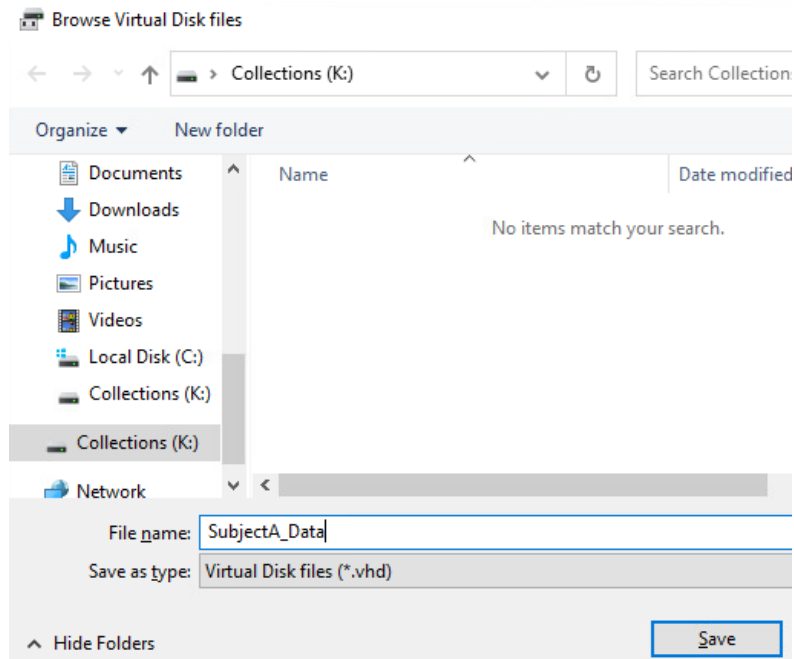 Browse Virtual Disk files
Collections (K:)
Search Collection
Organize
New folder
Documents
Downloads
Music
Pictures
Videos
Local Disk (C:)
Collections (K:)
Collections (K:)
Network
Name
Date modified
No items match your search.
File name: SubjectA_Data
Save as type: Virtual Disk files (*.vhd)
Hide Folders
Save